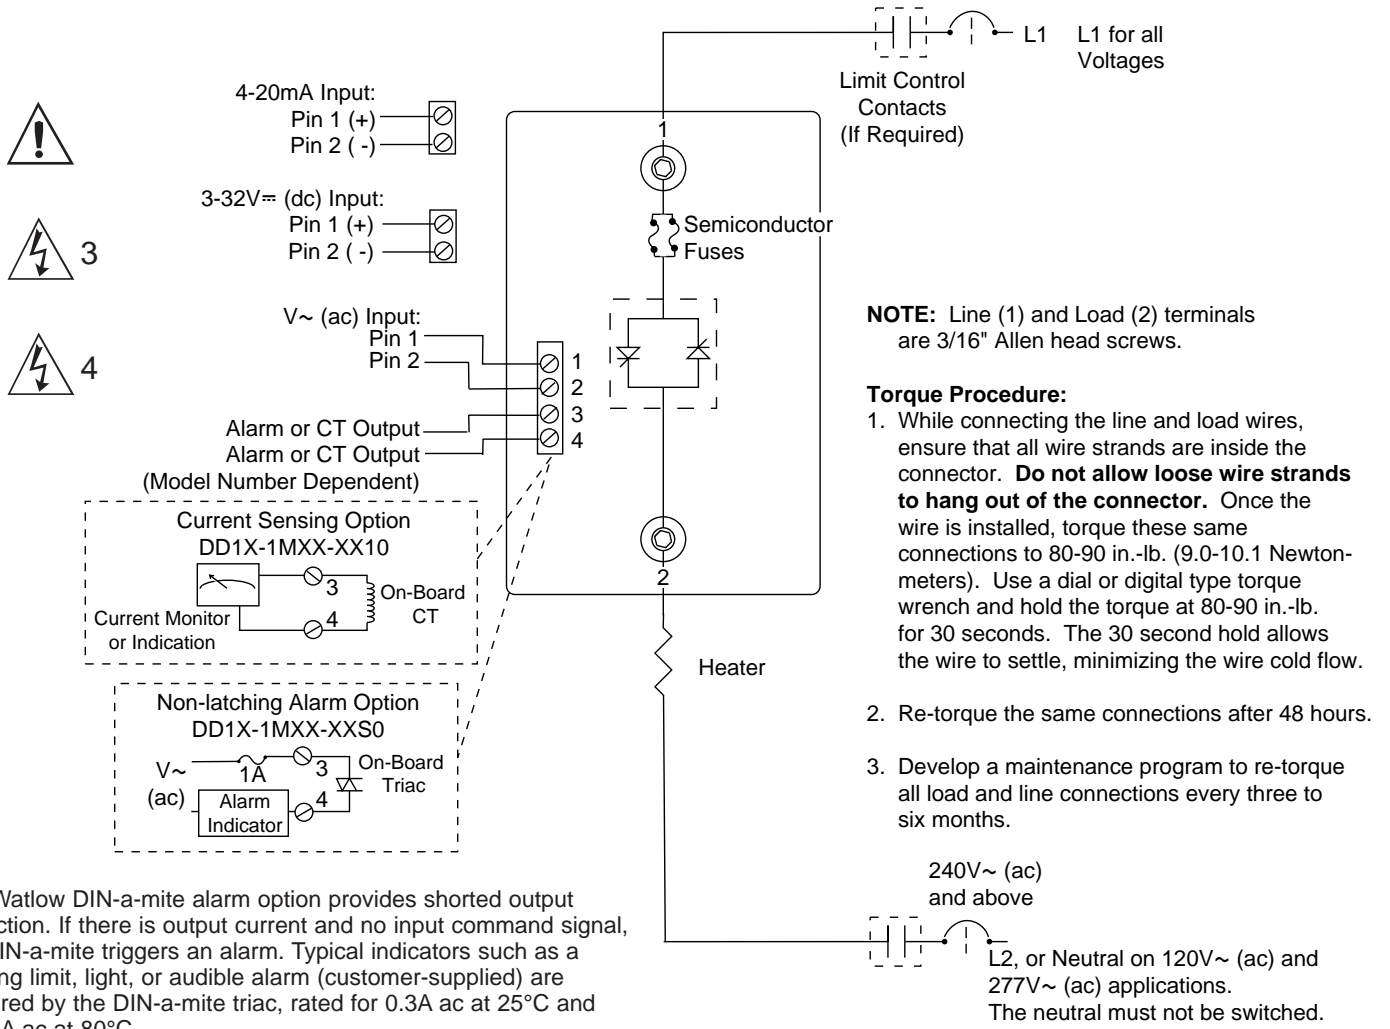 L1
L1 for all
Voltages
Limit Control
Contacts
(If Required)
4-20mA Input:
Pin 1 (+)
Pin 2 ( -)
3-32V⎓ (dc) Input:
Pin 1 (+)
Pin 2 ( -)
3
V~ (ac) Input:
Pin 1
Pin 2
4
Alarm or CT Output
Alarm or CT Output
(Model Number Dependent)
1
2
3
4
1
Semiconductor
Fuses
2
Heater
Current Sensing Option
DD1X-1MXX-XX10
3
4
On-Board
CT
Current Monitor
or Indication
Non-latching Alarm Option
DD1X-1MXX-XXS0
V~
(ac)
1A
3
4
On-Board
Triac
Alarm
Indicator
NOTE: Line (1) and Load (2) terminals
are 3/16" Allen head screws.
Torque Procedure:
1. While connecting the line and load wires,
ensure that all wire strands are inside the
connector. Do not allow loose wire strands
to hang out of the connector. Once the
wire is installed, torque these same
connections to 80-90 in.-lb. (9.0-10.1 Newton-
meters). Use a dial or digital type torque
wrench and hold the torque at 80-90 in.-lb.
for 30 seconds. The 30 second hold allows
the wire to settle, minimizing the wire cold flow.
2. Re-torque the same connections after 48 hours.
3. Develop a maintenance program to re-torque
all load and line connections every three to
six months.
240V~ (ac)
and above
L2, or Neutral on 120V~ (ac) and
277V~ (ac) applications.
The neutral must not be switched.
Watlow DIN-a-mite alarm option provides shorted output
ction. If there is output current and no input command signal,
IN-a-mite triggers an alarm. Typical indicators such as a
ng limit, light, or audible alarm (customer-supplied) are
red by the DIN-a-mite triac, rated for 0.3A ac at 25°C and
A ac at 80°C